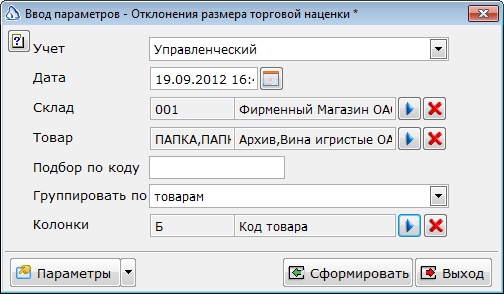 Ввод параметров - Отклонения размера торговой наценки *
Учет Управленческий
Дата 19.09.2012 16:
Склад 001 Фирменный Магазин ОА
Товар ПАПКА,ПАП Архив,Вина игристые ОА
Подбор по коду
Группировать по товарам
Колонки Б Код товара
Параметры Сформировать Выход